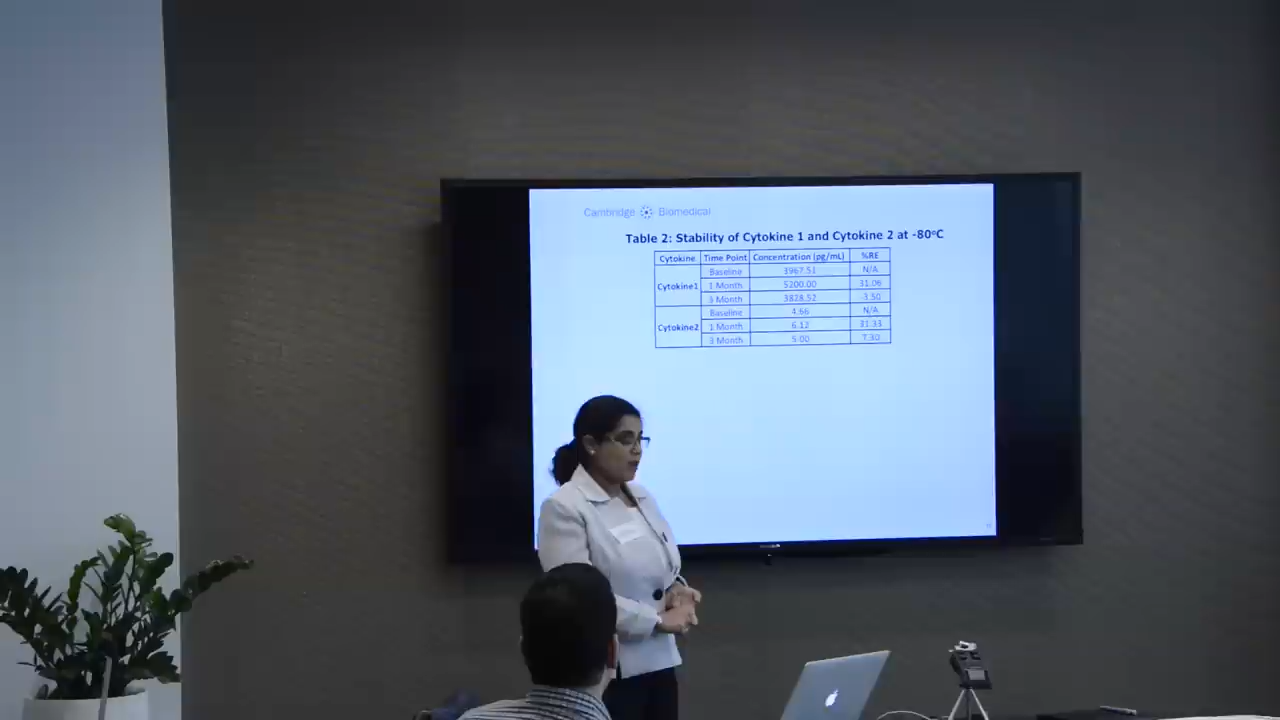 Cambridge Biomedical
Table 2: Stability of Cytokine 1 and Cytokine 2 at -80°C
Cytokine Time Point Concentration (pg/mL) %RE
Cytokine1 Baseline 3967.51 N/A
1 Month 5200.00 31.06
3 Month 3828.52 -3.50
Cytokine2 Baseline 4.66 N/A
1 Month 6.12 31.33
3 Month 5.00 7.30